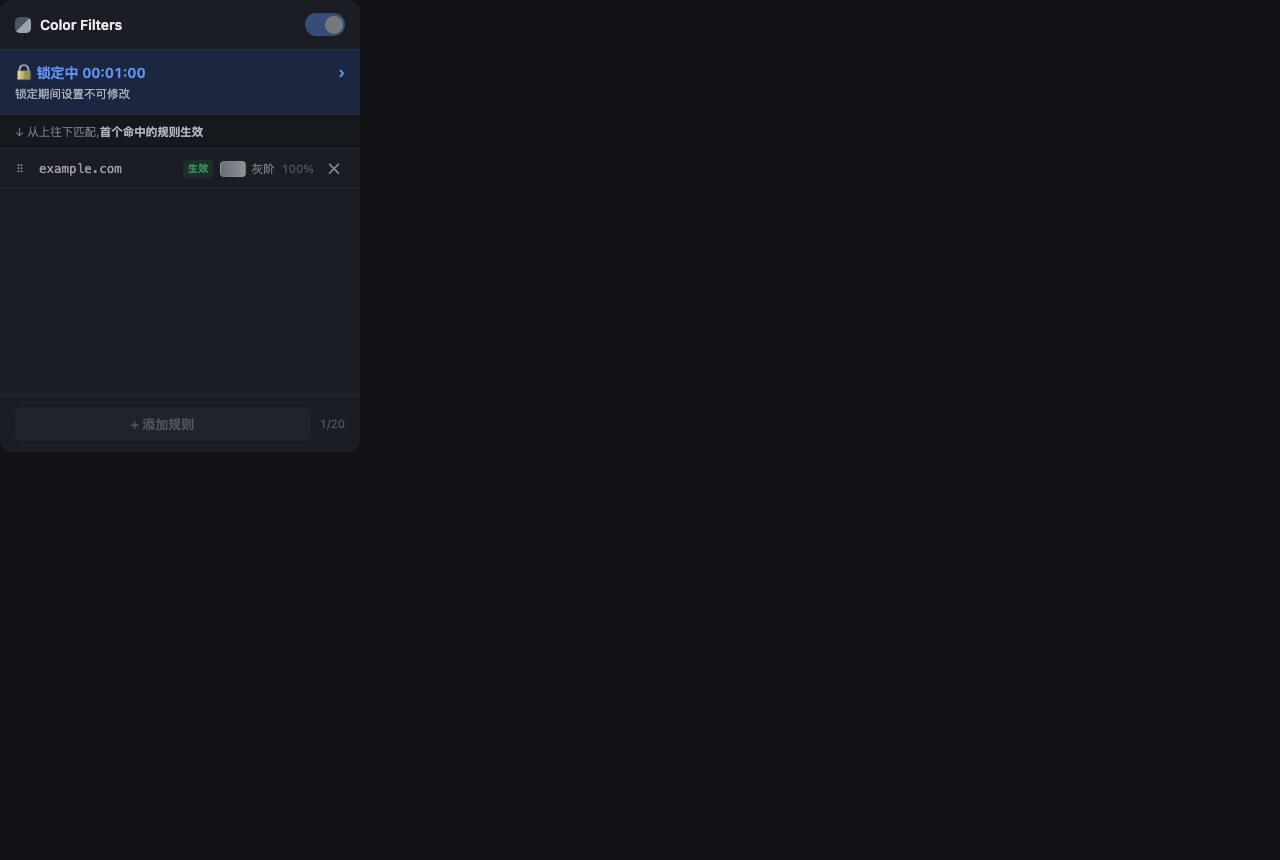 Color Filters
🔒 锁定中 00:01:00 ›
锁定期间设置不可修改
↓ 从上往下匹配,首个命中的规则生效
⠿ example.com 生效 灰阶 100% ✕
+ 添加规则 1/20